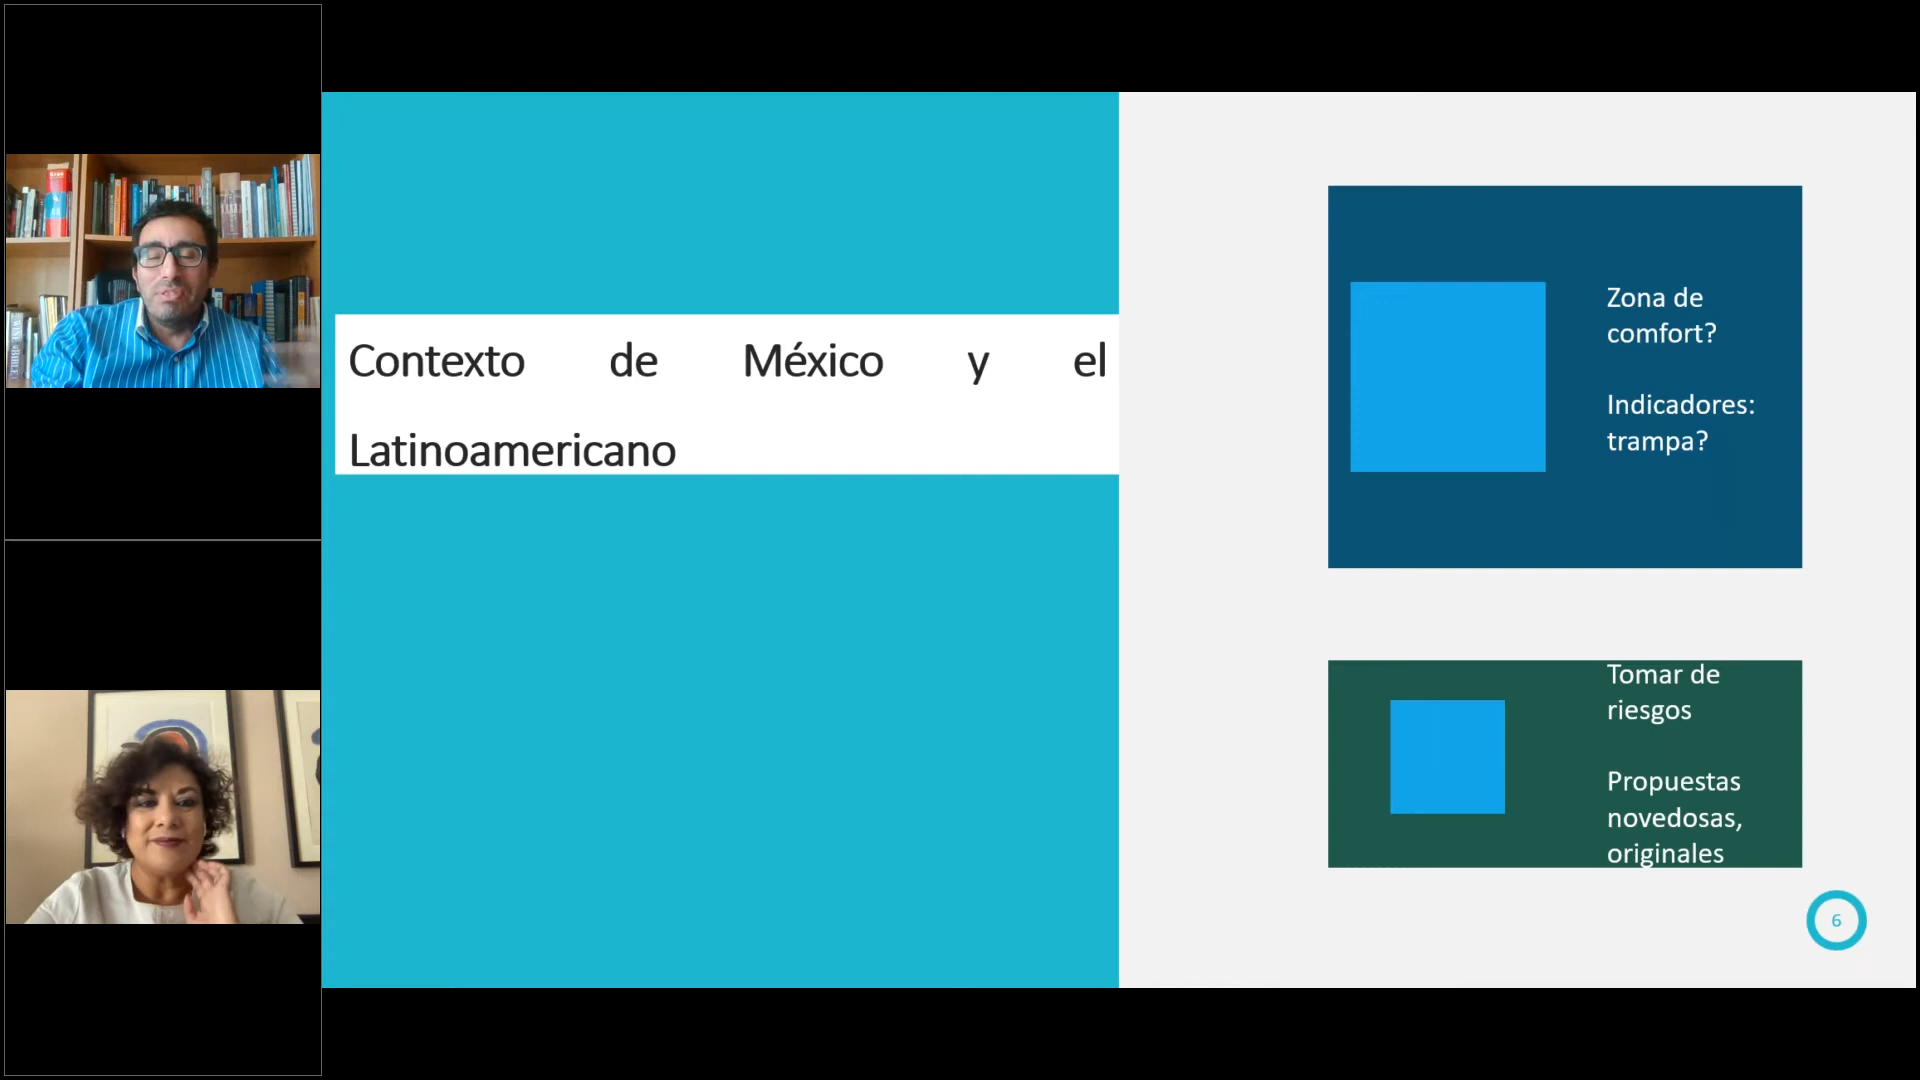 Contexto de México y el
Latinoamericano
Zona de
comfort?
Indicadores:
trampa?
Tomar de
riesgos
Propuestas
novedosas,
originales
6